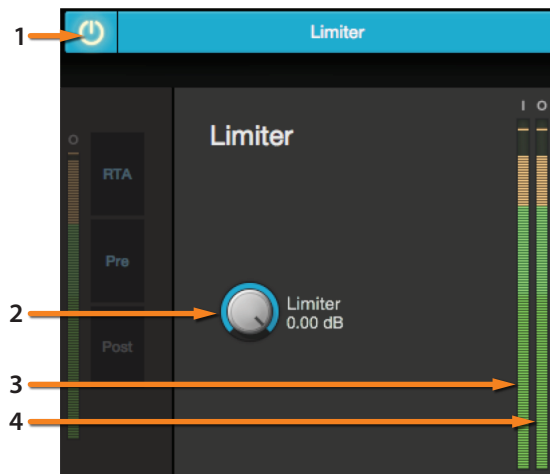 1
Limiter
I O
Limiter
O
RTA
Pre
2
Limiter
0.00 dB
Post
3
4